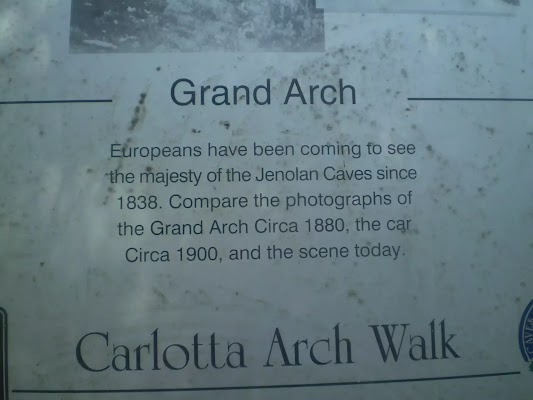 Grand Arch
Europeans have been coming to see
the majesty of the Jenolan Caves since
1838. Compare the photographs of
the Grand Arch Circa 1880, the car
Circa 1900, and the scene today.
Carlotta Arch Walk